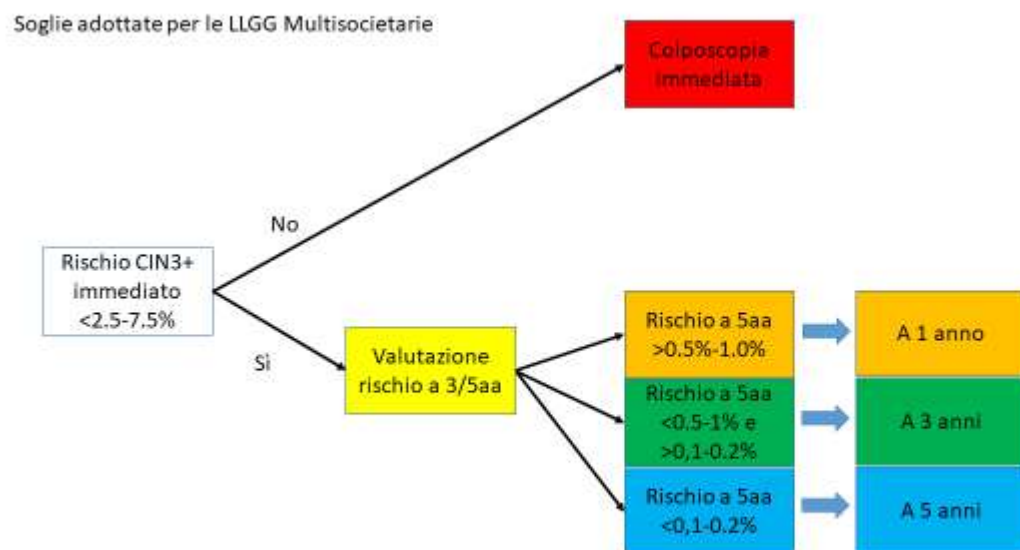 Soglie adottate per le LLGG Multisocietarie
Colposcopia
immediata
No
Rischio CIN3+
immediato
<2.5-7.5%
Sì
Valutazione
rischio a 3/5aa
Rischio a 5aa
>0.5%-1.0%
A 1 anno
Rischio a 5aa
<0.5-1% e
>0,1-0.2%
A 3 anni
Rischio a 5aa
<0,1-0.2%
A 5 anni